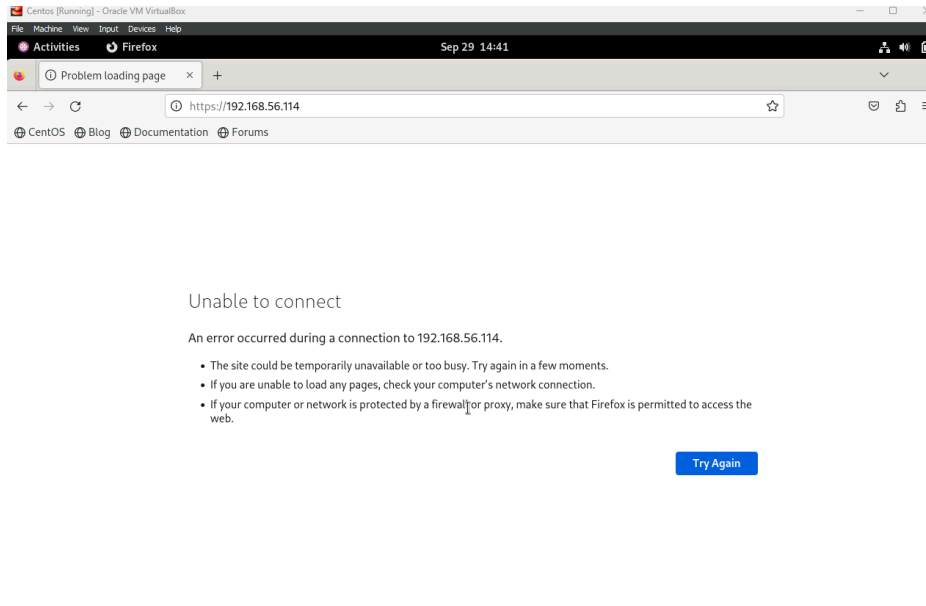 Centos [Running] - Oracle VM VirtualBox
File Machine View Input Devices Help
Activities Firefox Sep 29 14:41
Problem loading page
https://192.168.56.114
CentOS Blog Documentation Forums
Unable to connect
An error occurred during a connection to 192.168.56.114.
• The site could be temporarily unavailable or too busy. Try again in a few moments.
• If you are unable to load any pages, check your computer's network connection.
• If your computer or network is protected by a firewall or proxy, make sure that Firefox is permitted to access the
web.
Try Again